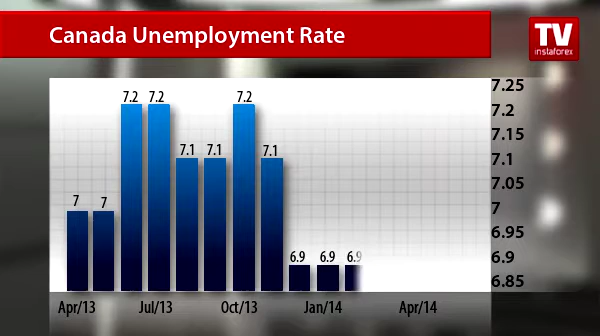 Canada Unemployment Rate
TV
instaforex
7.25
7.2
7.15
7.1
7.05
7
6.95
6.9
6.85
7
7
7.2
7.2
7.1
7.1
7.2
7.1
6.9
6.9
6.9
Apr/13
Jul/13
Oct/13
Jan/14
Apr/14